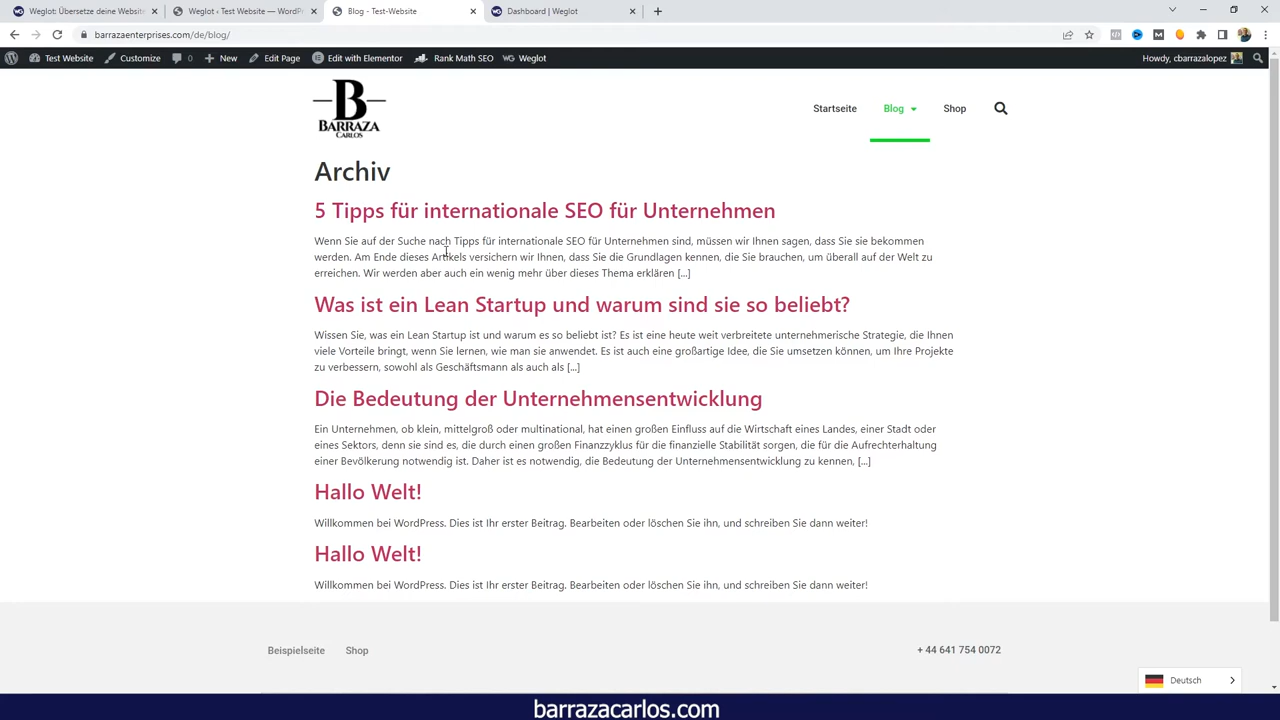 Weglot: Übersetze deine Website
Weglot ‹ Test Website — WordPr
Blog - Test-Website
Dashboard | Weglot
barrazaenterprises.com/de/blog/
Test Website
Customize
0
New
Edit Page
Edit with Elementor
Rank Math SEO
Weglot
Howdy, cbarrazalopez
B
BARRAZA
CARLOS
Startseite
Blog
Shop
Archiv
5 Tipps für internationale SEO für Unternehmen
Wenn Sie auf der Suche nach Tipps für internationale SEO für Unternehmen sind, müssen wir Ihnen sagen, dass Sie sie bekommen
werden. Am Ende dieses Artikels versichern wir Ihnen, dass Sie die Grundlagen kennen, die Sie brauchen, um überall auf der Welt zu
erreichen. Wir werden aber auch ein wenig mehr über dieses Thema erklären [...]
Was ist ein Lean Startup und warum sind sie so beliebt?
Wissen Sie, was ein Lean Startup ist und warum es so beliebt ist? Es ist eine heute weit verbreitete unternehmerische Strategie, die Ihnen
viele Vorteile bringt, wenn Sie lernen, wie man sie anwendet. Es ist auch eine großartige Idee, die Sie umsetzen können, um Ihre Projekte
zu verbessern, sowohl als Geschäftsmann als auch als [...]
Die Bedeutung der Unternehmensentwicklung
Ein Unternehmen, ob klein, mittelgroß oder multinational, hat einen großen Einfluss auf die Wirtschaft eines Landes, einer Stadt oder
eines Sektors, denn sie sind es, die durch einen großen Finanzzyklus für die finanzielle Stabilität sorgen, die für die Aufrechterhaltung
einer Bevölkerung notwendig ist. Daher ist es notwendig, die Bedeutung der Unternehmensentwicklung zu kennen, [...]
Hallo Welt!
Willkommen bei WordPress. Dies ist Ihr erster Beitrag. Bearbeiten oder löschen Sie ihn, und schreiben Sie dann weiter!
Hallo Welt!
Willkommen bei WordPress. Dies ist Ihr erster Beitrag. Bearbeiten oder löschen Sie ihn, und schreiben Sie dann weiter!
Beispielseite
Shop
+ 44 641 754 0072
Deutsch
barrazacarlos.com